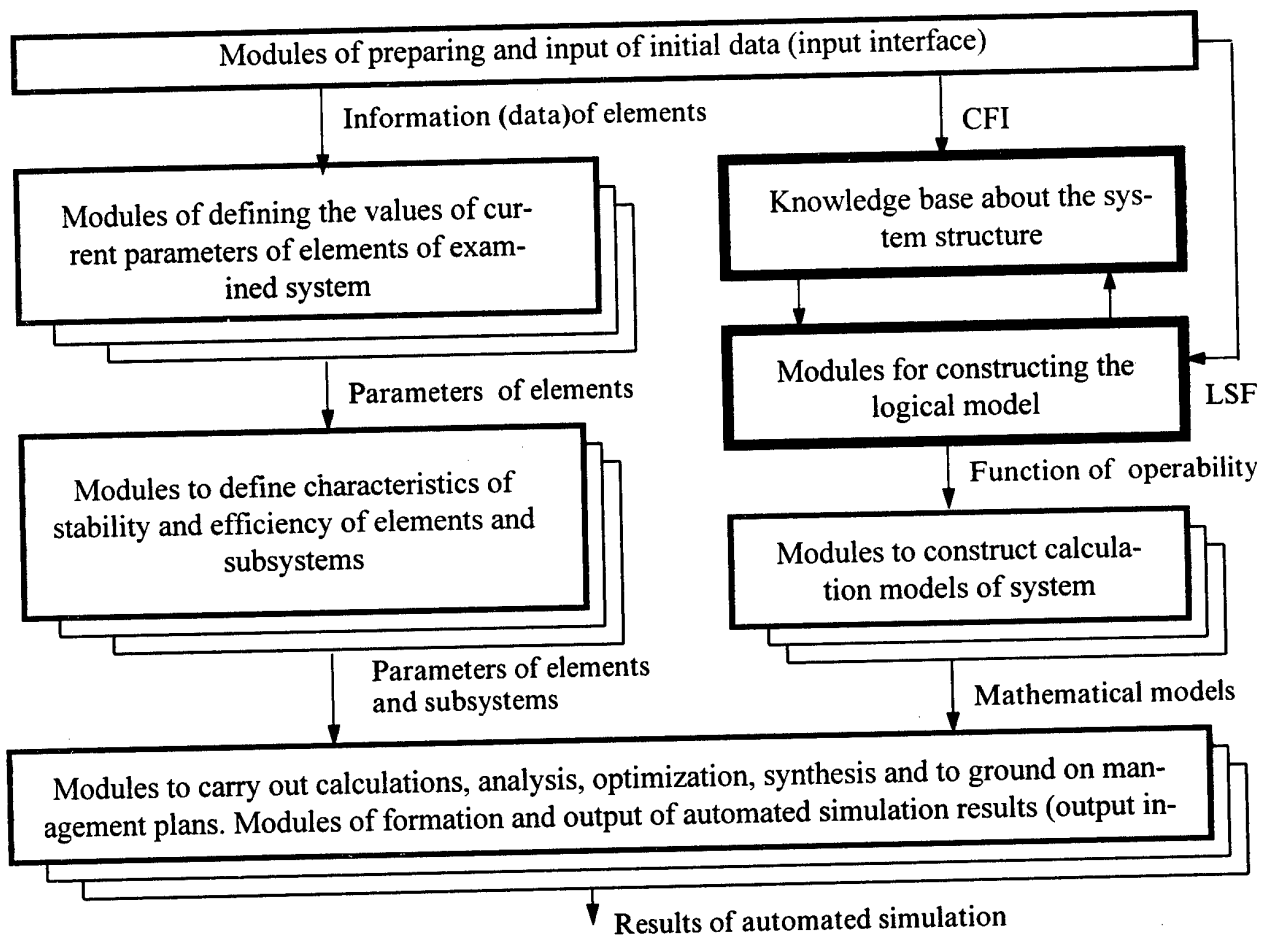 Modules of preparing and input of initial data (input interface)
Information (data)of elements
CFI
Modules of defining the values of cur-
rent parameters of elements of exam-
ined system
Knowledge base about the sys-
tem structure
Modules for constructing the
logical model
LSF
Parameters of elements
Function of operability
Modules to define characteristics of
stability and efficiency of elements and
subsystems
Modules to construct calcula-
tion models of system
Parameters of elements
and subsystems
Mathematical models
Modules to carry out calculations, analysis, optimization, synthesis and to ground on man-
agement plans. Modules of formation and output of automated simulation results (output in-
Results of automated simulation